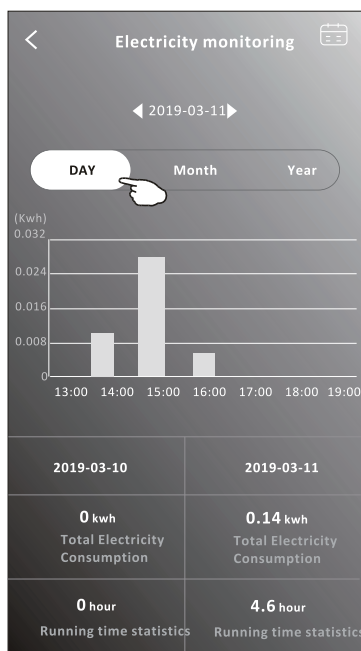 Electricity monitoring
2019-03-11
DAY Month Year
(Kwh)
0.032
0.024
0.016
0.008
0
13:00 14:00 15:00 16:00 17:00 18:00 19:00
2019-03-10 2019-03-11
0 kwh 0.14 kwh
Total Electricity Total Electricity
Consumption Consumption
0 hour 4.6 hour
Running time statistics Running time statistics